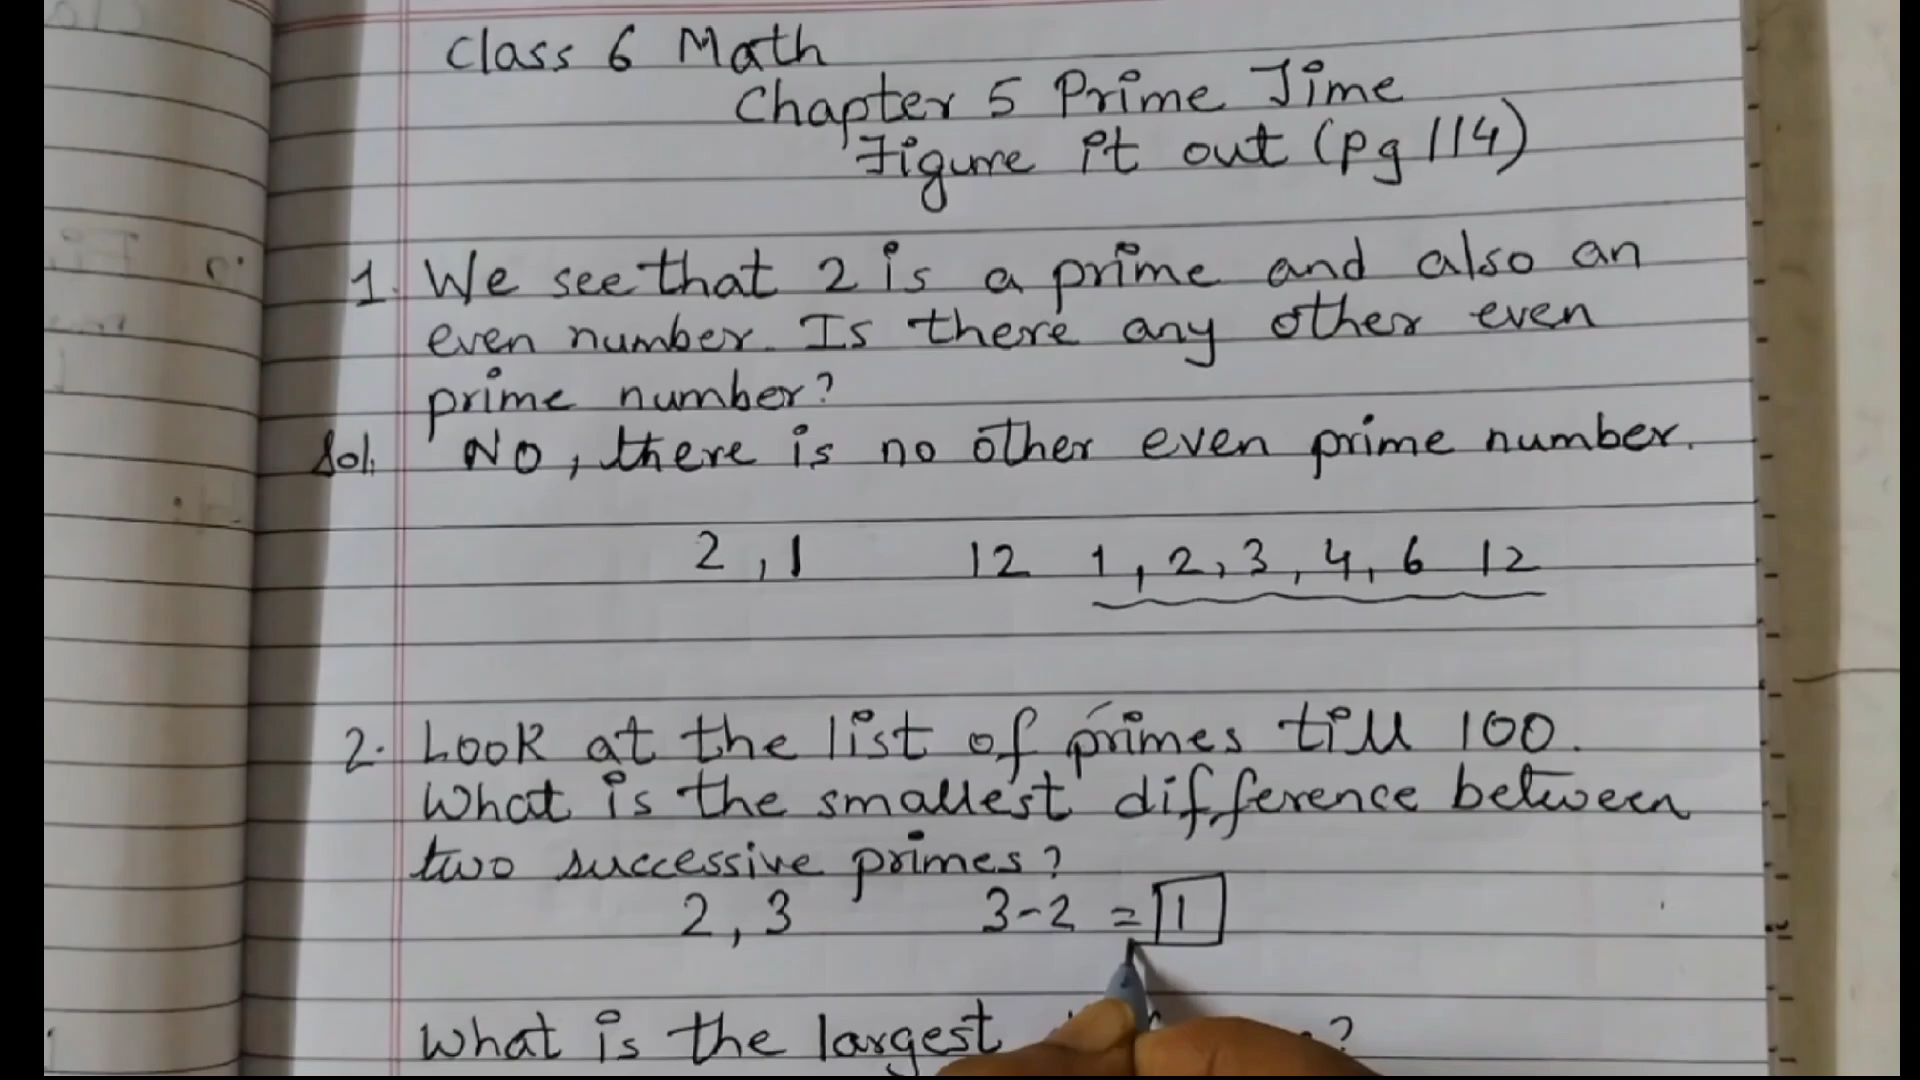 Class 6 Math
Chapter 5 Prime Time
Figure it out (pg 114)
1. We see that 2 is a prime and also an
even number. Is there any other even
prime number?
Sol. No, there is no other even prime number.
2, 1 12 1, 2, 3, 4, 6 12
2. Look at the list of primes till 100.
What is the smallest difference between
two successive primes?
2, 3 3-2 = 1
What is the largest ?